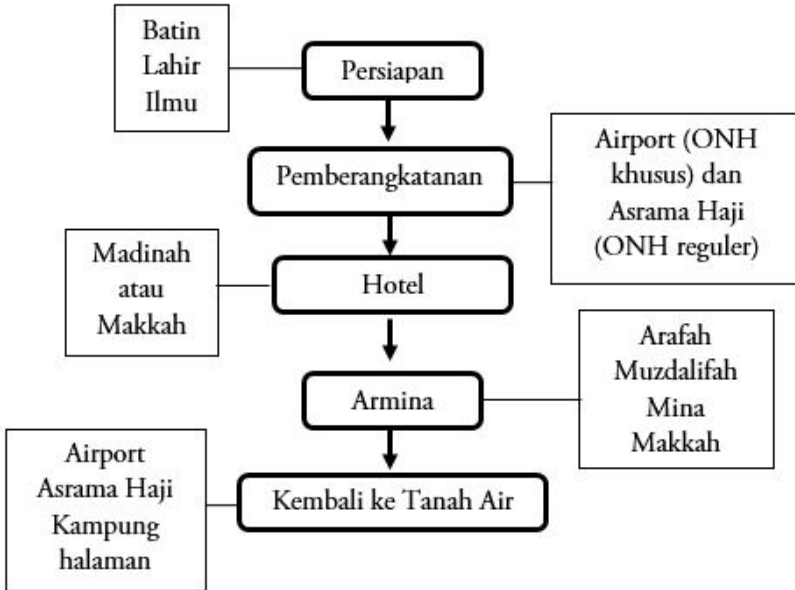 Batin
Lahir
Ilmu
Persiapan
Pemberangkatanan
Airport (ONH
khusus) dan
Asrama Haji
(ONH reguler)
Madinah
atau
Makkah
Hotel
Armina
Arafah
Muzdalifah
Mina
Makkah
Airport
Asrama Haji
Kampung
halaman
Kembali ke Tanah Air